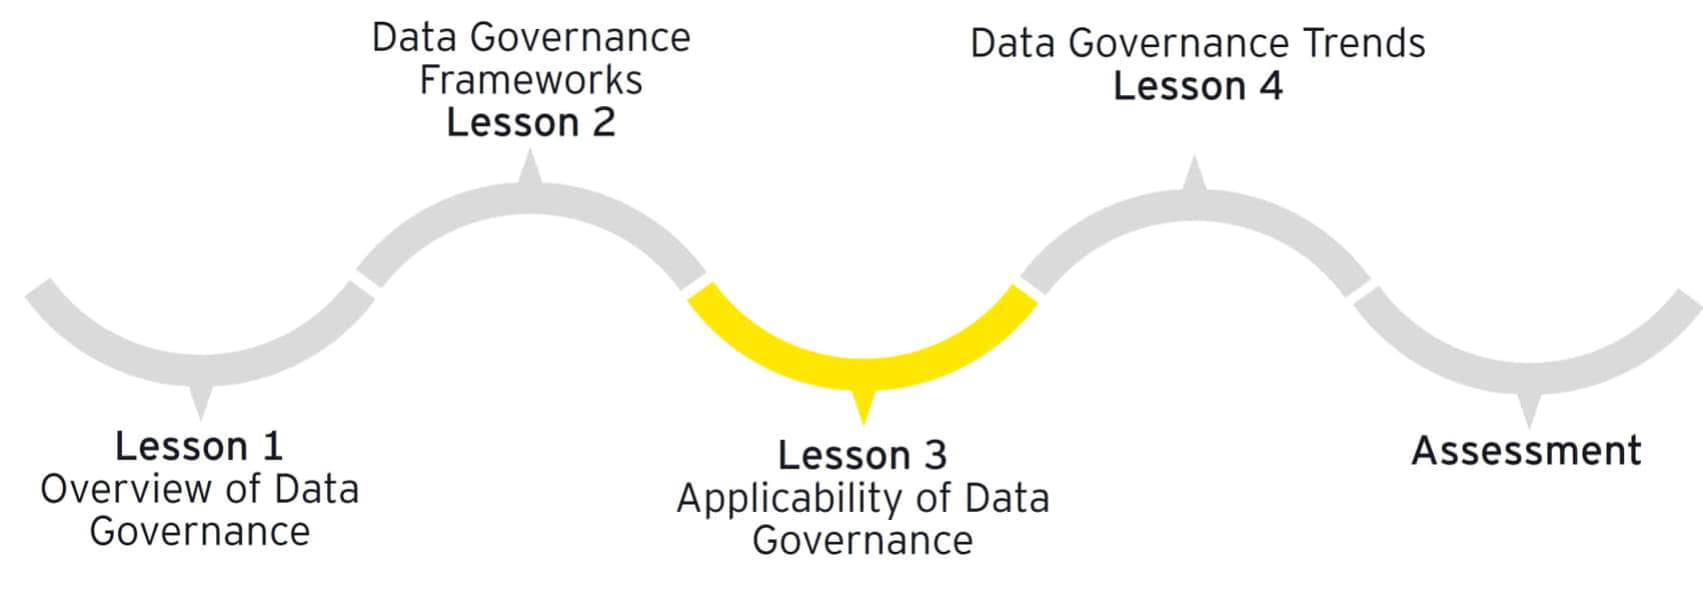 Data Governance
Frameworks
Lesson 2
Data Governance Trends
Lesson 4
Lesson 1
Overview of Data
Governance
Lesson 3
Applicability of Data
Governance
Assessment